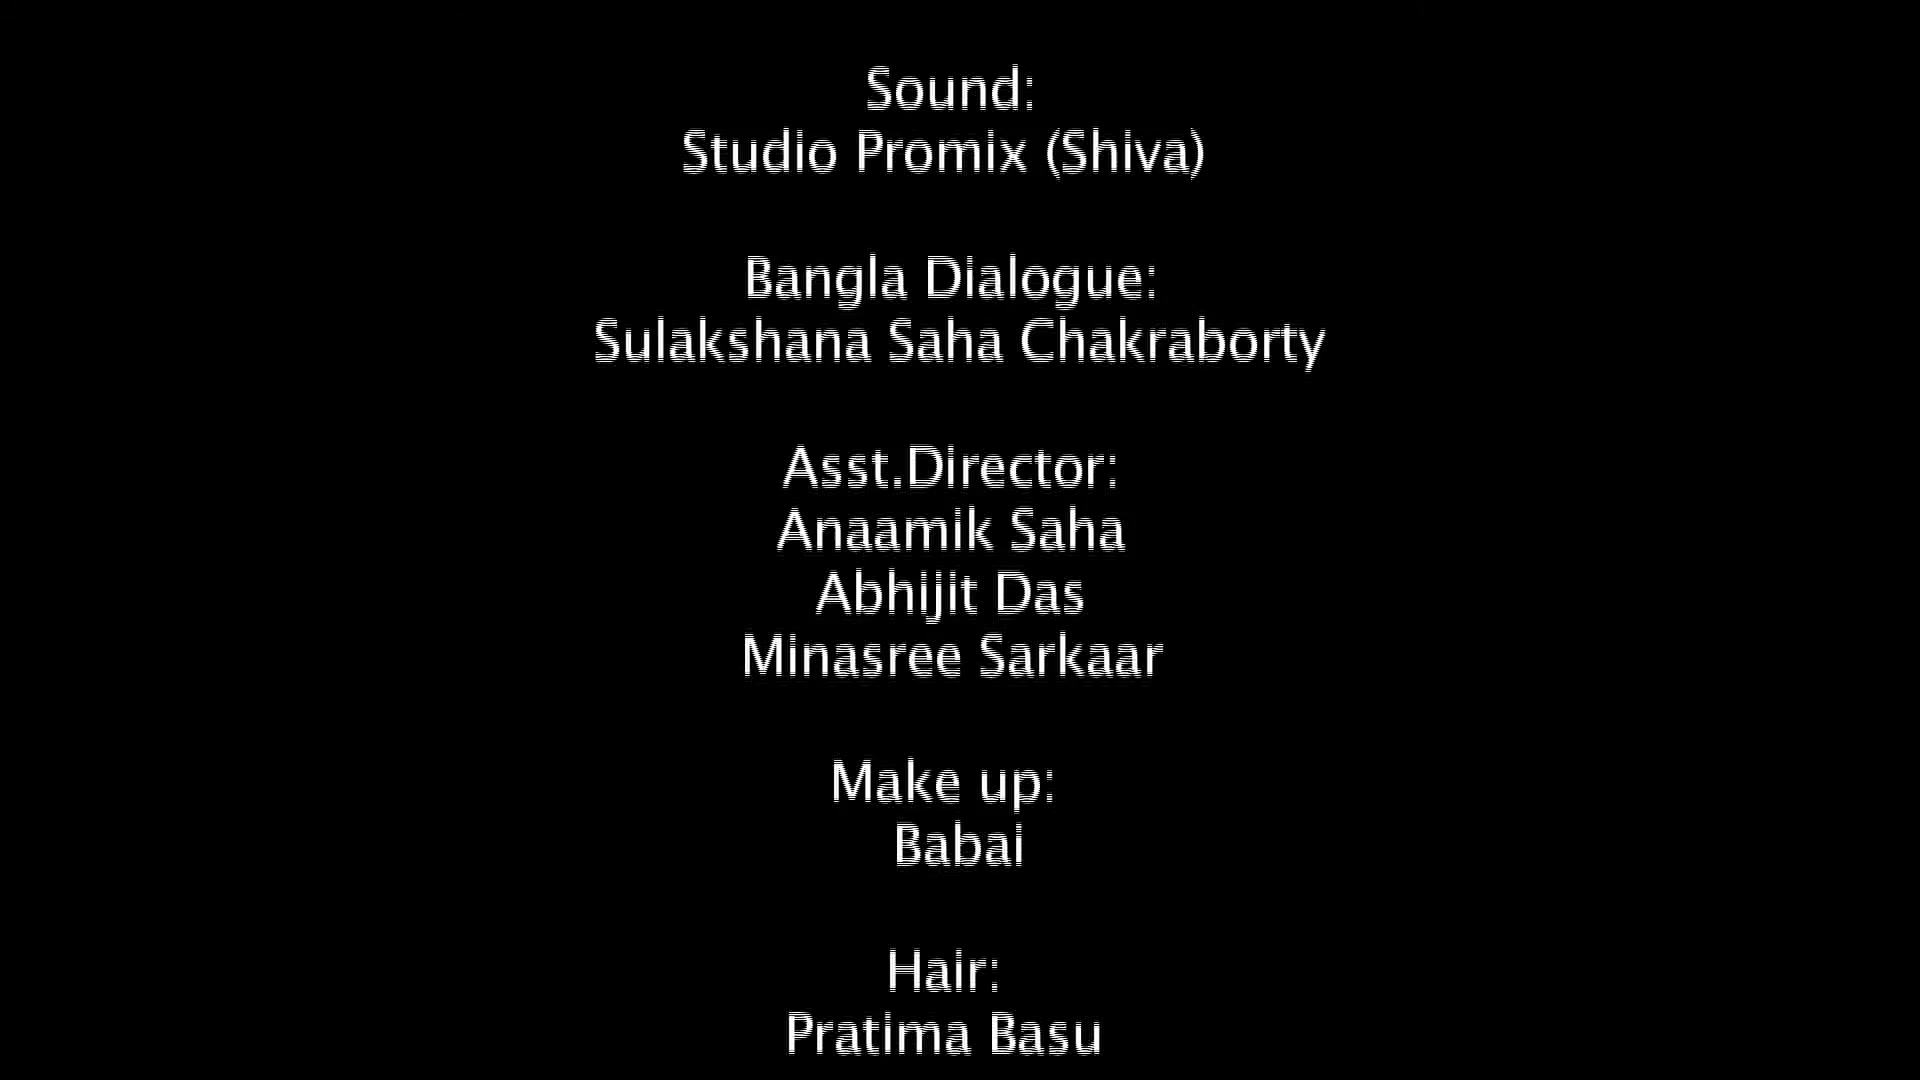 Sound:
Studio Promix (Shiva)
Bangla Dialogue:
Sulakshana Saha Chakraborty
Asst.Director:
Anaamik Saha
Abhijit Das
Minasree Sarkaar
Make up:
Babai
Hair:
Pratima Basu